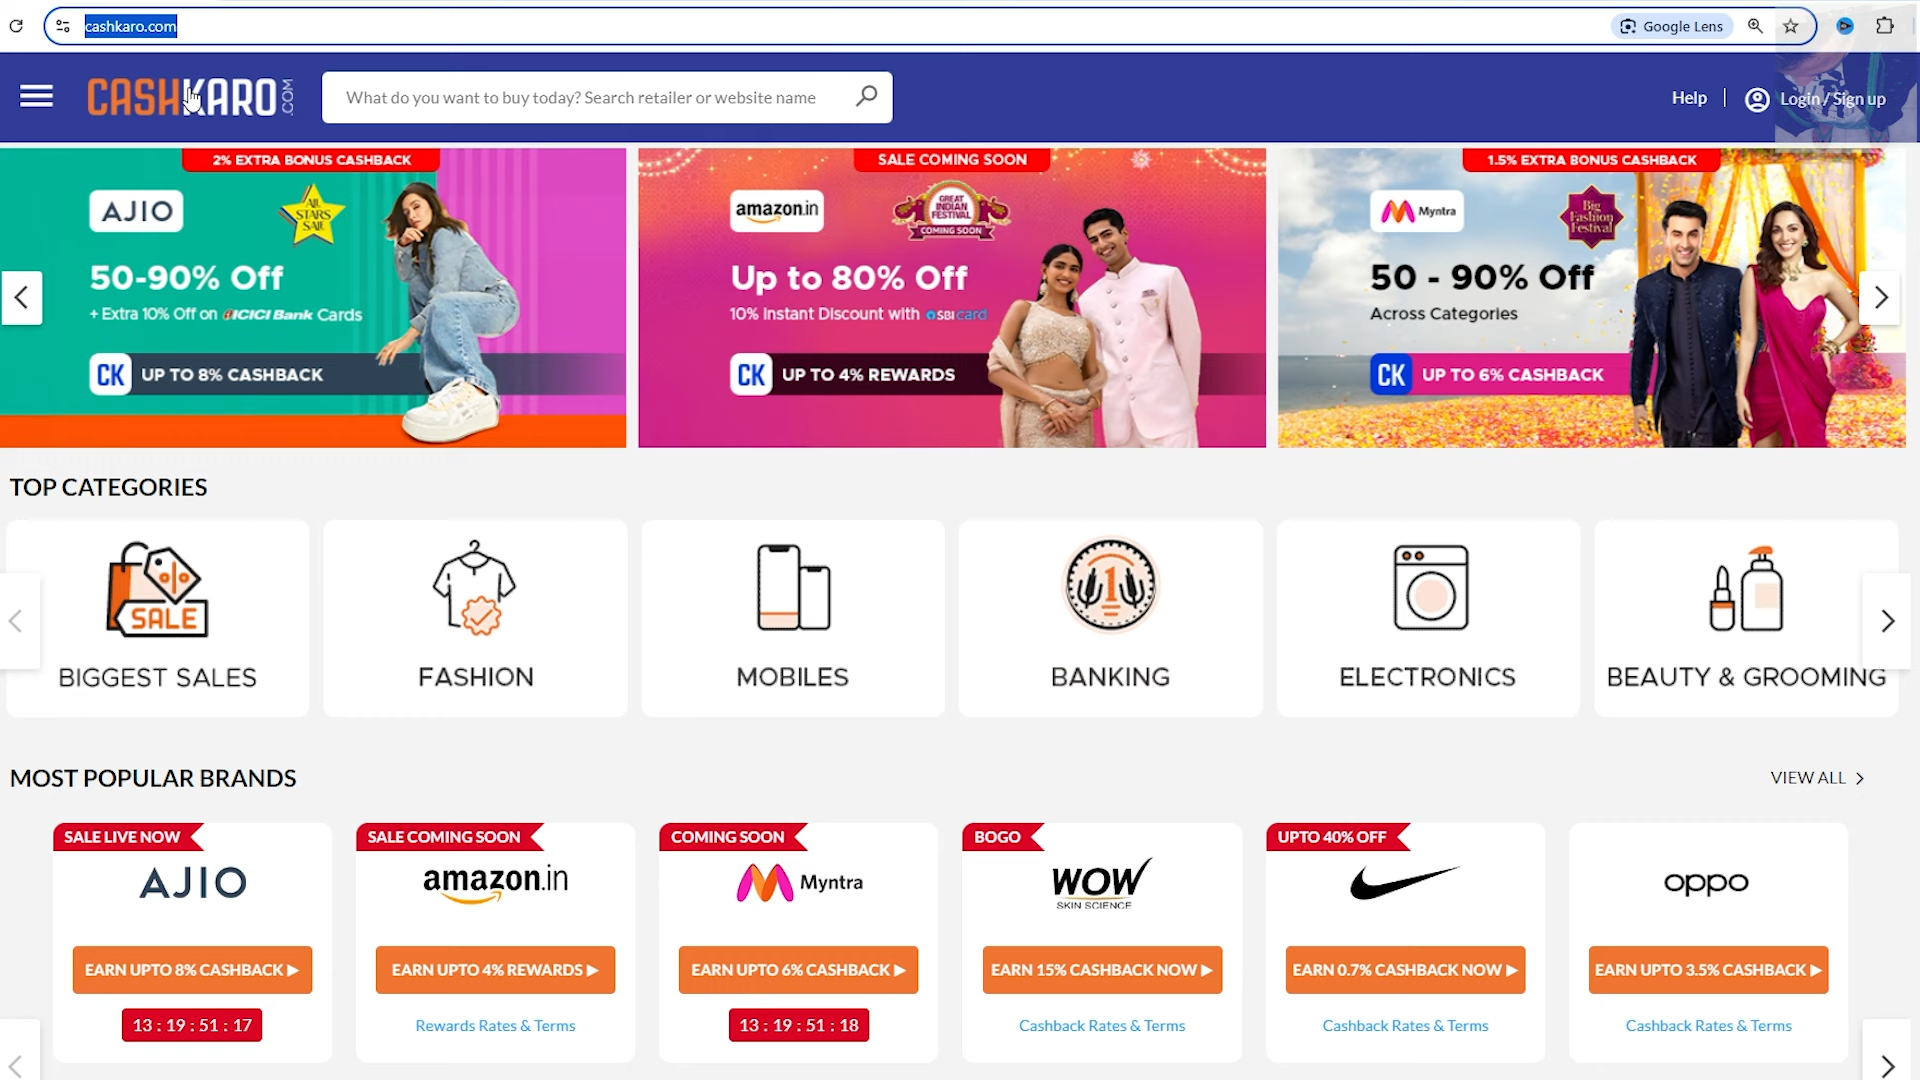 cashkaro.com
Google Lens
CASHKARO.COM
What do you want to buy today? Search retailer or website name
Help
Login / Sign up
2% EXTRA BONUS CASHBACK
AJIO
ALL STARS SALE
50-90% Off
+ Extra 10% Off on ICICI Bank Cards
CK UP TO 8% CASHBACK
SALE COMING SOON
amazon.in
GREAT INDIAN FESTIVAL
COMING SOON
Up to 80% Off
10% Instant Discount with SBI card
CK UP TO 4% REWARDS
1.5% EXTRA BONUS CASHBACK
Myntra
Big Fashion Festival
50 - 90% Off
Across Categories
CK UP TO 6% CASHBACK
TOP CATEGORIES
SALE
BIGGEST SALES
FASHION
MOBILES
1
BANKING
ELECTRONICS
BEAUTY & GROOMING
MOST POPULAR BRANDS
VIEW ALL
SALE LIVE NOW
AJIO
EARN UPTO 8% CASHBACK
13 : 19 : 51 : 17
SALE COMING SOON
amazon.in
EARN UPTO 4% REWARDS
Rewards Rates & Terms
COMING SOON
Myntra
EARN UPTO 6% CASHBACK
13 : 19 : 51 : 18
BOGO
WOW
SKIN SCIENCE
EARN 15% CASHBACK NOW
Cashback Rates & Terms
UPTO 40% OFF
EARN 0.7% CASHBACK NOW
Cashback Rates & Terms
oppo
EARN UPTO 3.5% CASHBACK
Cashback Rates & Terms